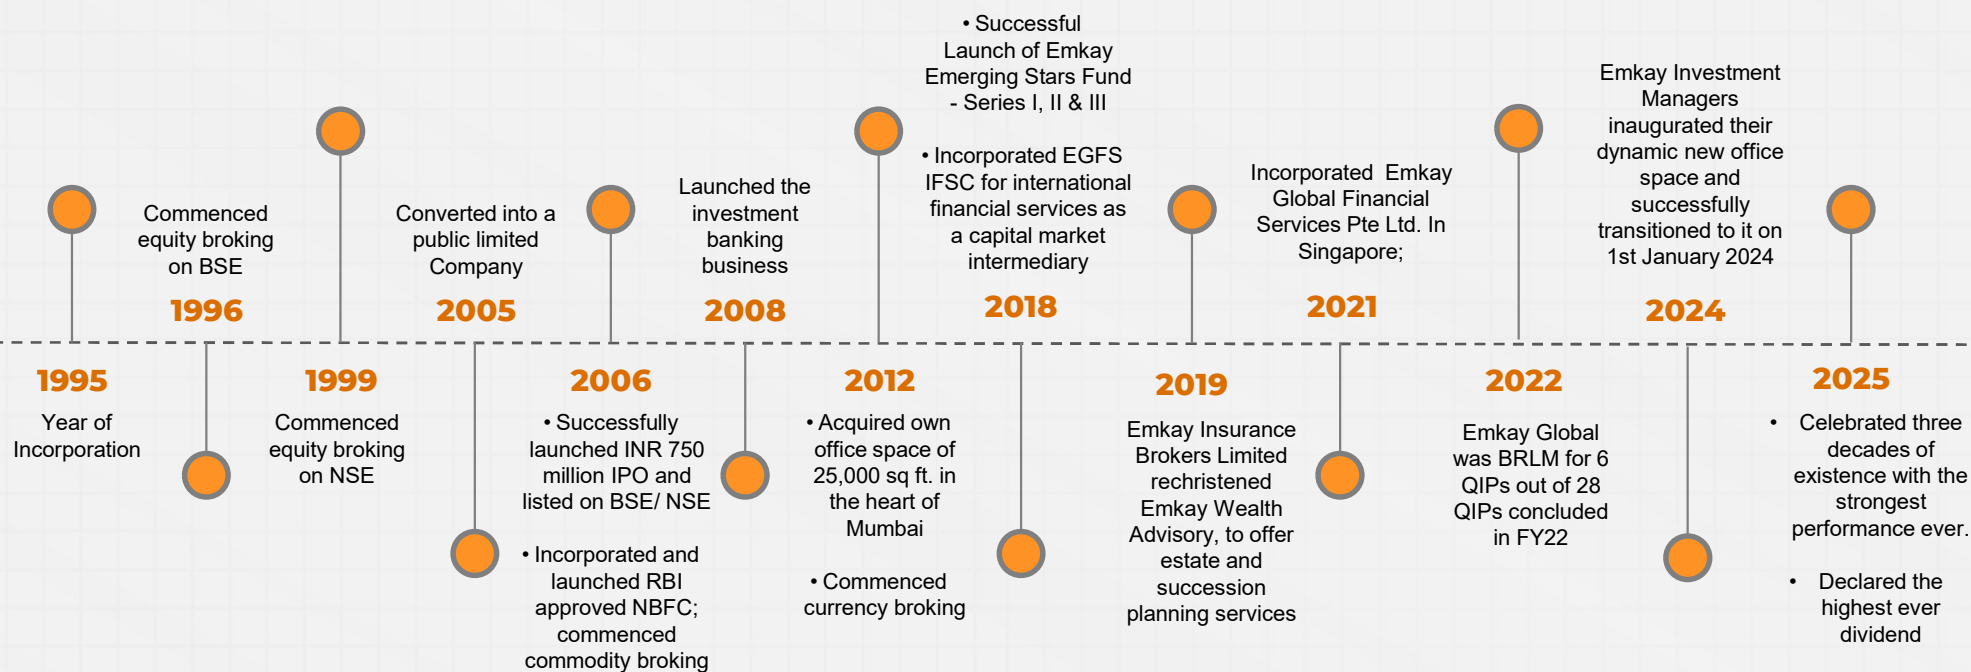 1995
Year of
Incorporation
Commenced
equity broking
on BSE
1996
1999
Commenced
equity broking
on NSE
Converted into a
public limited
Company
2005
2006
• Successfully
launched INR 750
million IPO and
listed on BSE/ NSE
• Incorporated and
launched RBI
approved NBFC;
commenced
commodity broking
Launched the
investment
banking
business
2008
2012
• Acquired own
office space of
25,000 sq ft. in
the heart of
Mumbai
• Commenced
currency broking
• Successful
Launch of Emkay
Emerging Stars Fund
- Series I, II & III
• Incorporated EGFS
IFSC for international
financial services as
a capital market
intermediary
2018
2019
Emkay Insurance
Brokers Limited
rechristened
Emkay Wealth
Advisory, to offer
estate and
succession
planning services
Incorporated Emkay
Global Financial
Services Pte Ltd. In
Singapore;
2021
2022
Emkay Global
was BRLM for 6
QIPs out of 28
QIPs concluded
in FY22
Emkay Investment
Managers
inaugurated their
dynamic new office
space and
successfully
transitioned to it on
1st January 2024
2024
2025
• Celebrated three
decades of
existence with the
strongest
performance ever.
• Declared the
highest ever
dividend